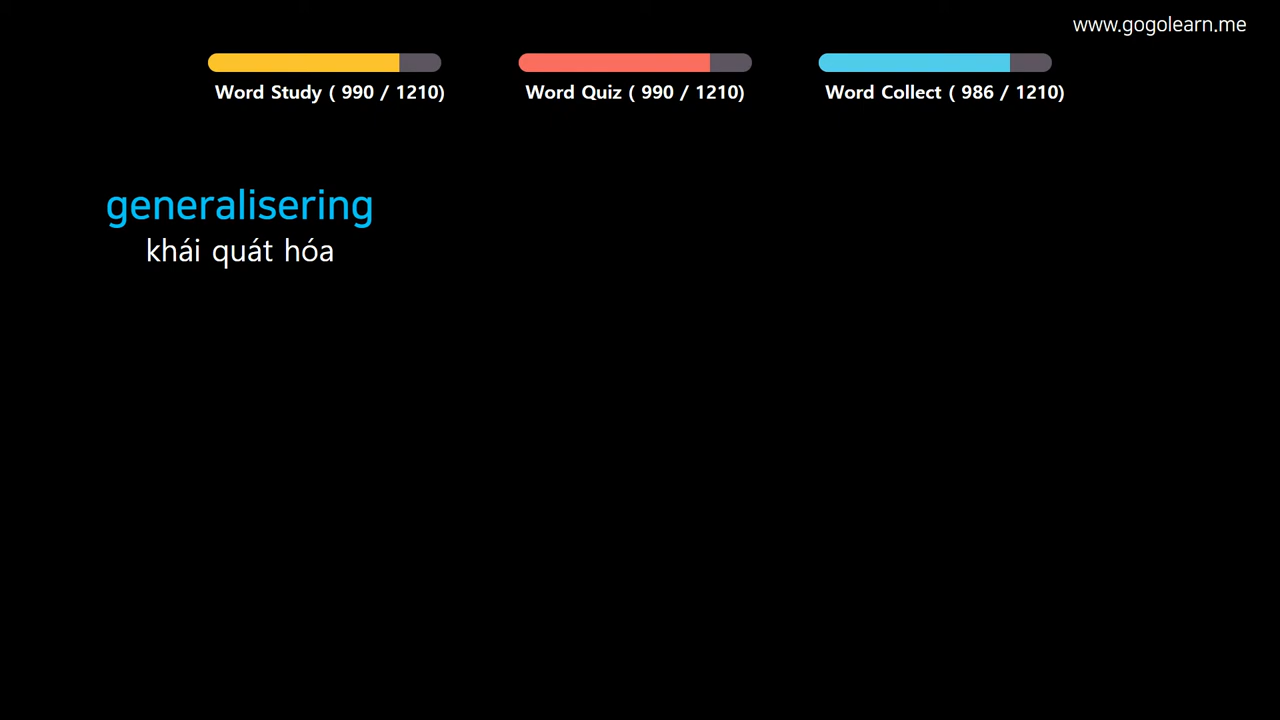 www.gogolearn.me
Word Study ( 990 / 1210)
Word Quiz ( 990 / 1210)
Word Collect ( 986 / 1210)
generalisering
khái quát hóa